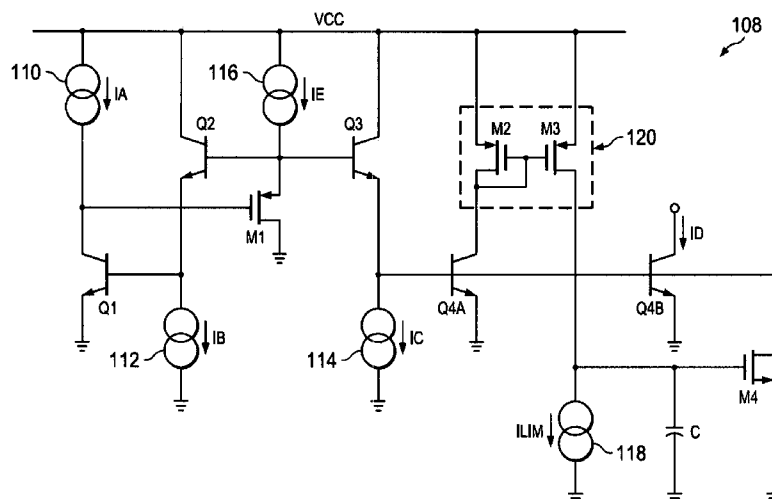 VCC
108
110
IA
116
IE
Q2
Q3
M2
M3
120
M1
ID
Q1
Q4A
Q4B
112
IB
114
IC
M4
ILIM
118
C